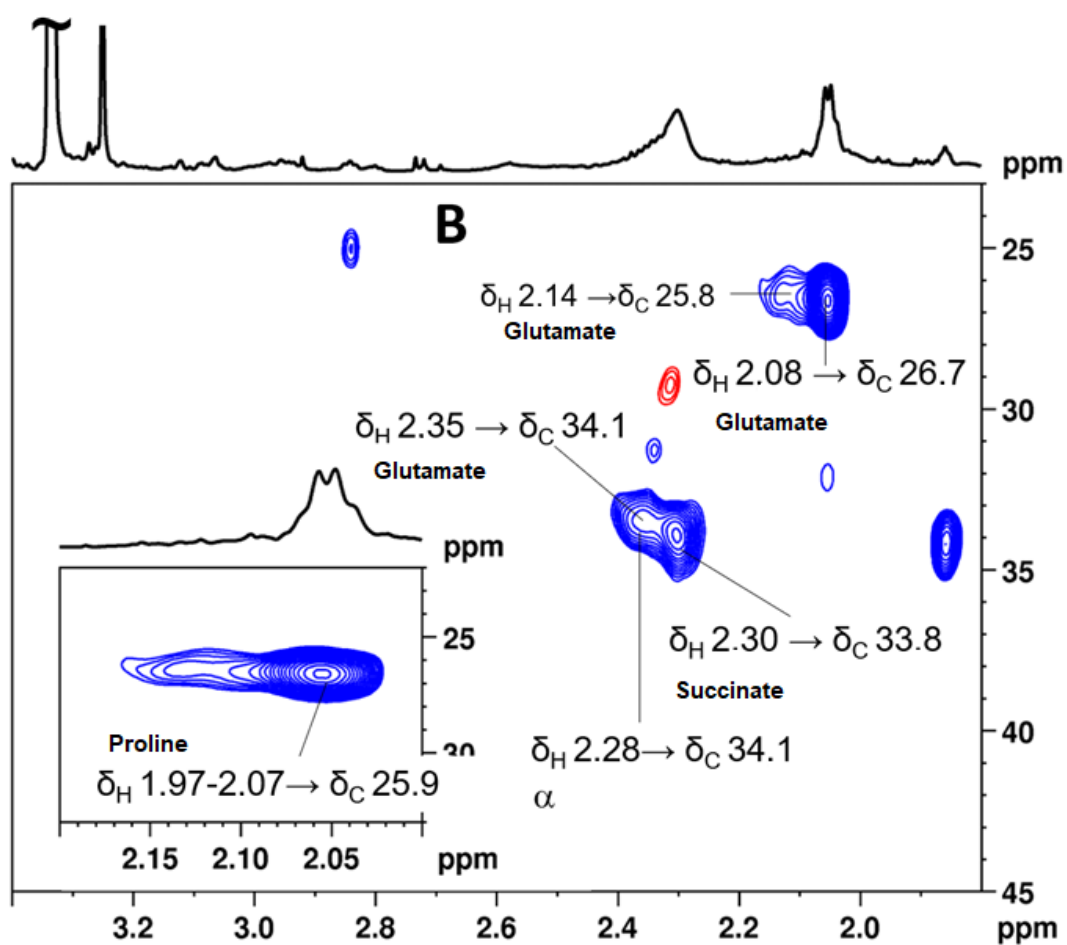 ppm
B
25
δH 2.14 →δC 25.8
Glutamate
δH 2.08 → δC 26.7
Glutamate
30
δH 2.35 → δC 34.1
Glutamate
ppm
35
25
δH 2.30 → δC 33.8
Succinate
Proline
30
δH 1.97-2.07→ δC 25.9
δH 2.28→ δC 34.1
α
40
2.15 2.10 2.05 ppm
45
3.2 3.0 2.8 2.6 2.4 2.2 2.0 ppm